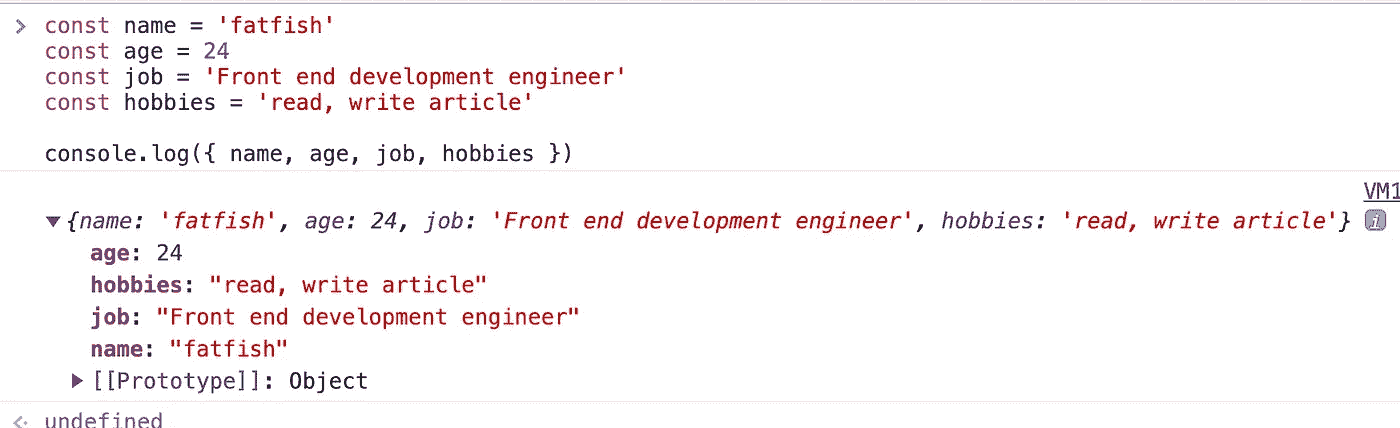 > const name = 'fatfish'
const age = 24
const job = 'Front end development engineer'
const hobbies = 'read, write article'
console.log({ name, age, job, hobbies })
VM1
▼{name: 'fatfish', age: 24, job: 'Front end development engineer', hobbies: 'read, write article'} i
age: 24
hobbies: "read, write article"
job: "Front end development engineer"
name: "fatfish"
▶ [[Prototype]]: Object
undefined